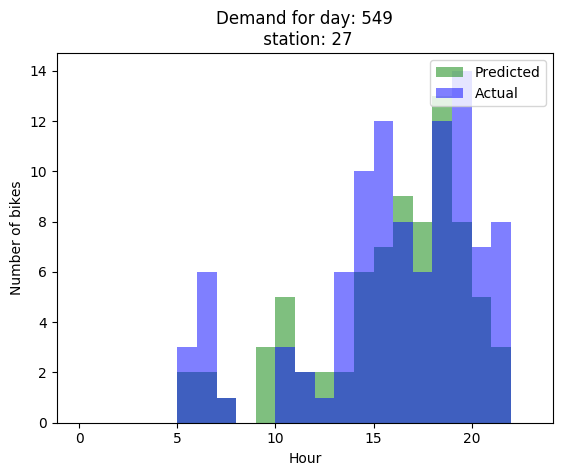 Demand for day: 549
station: 27
Predicted
Actual
Number of bikes
14
12
10
8
6
4
2
0
0 5 10 15 20
Hour